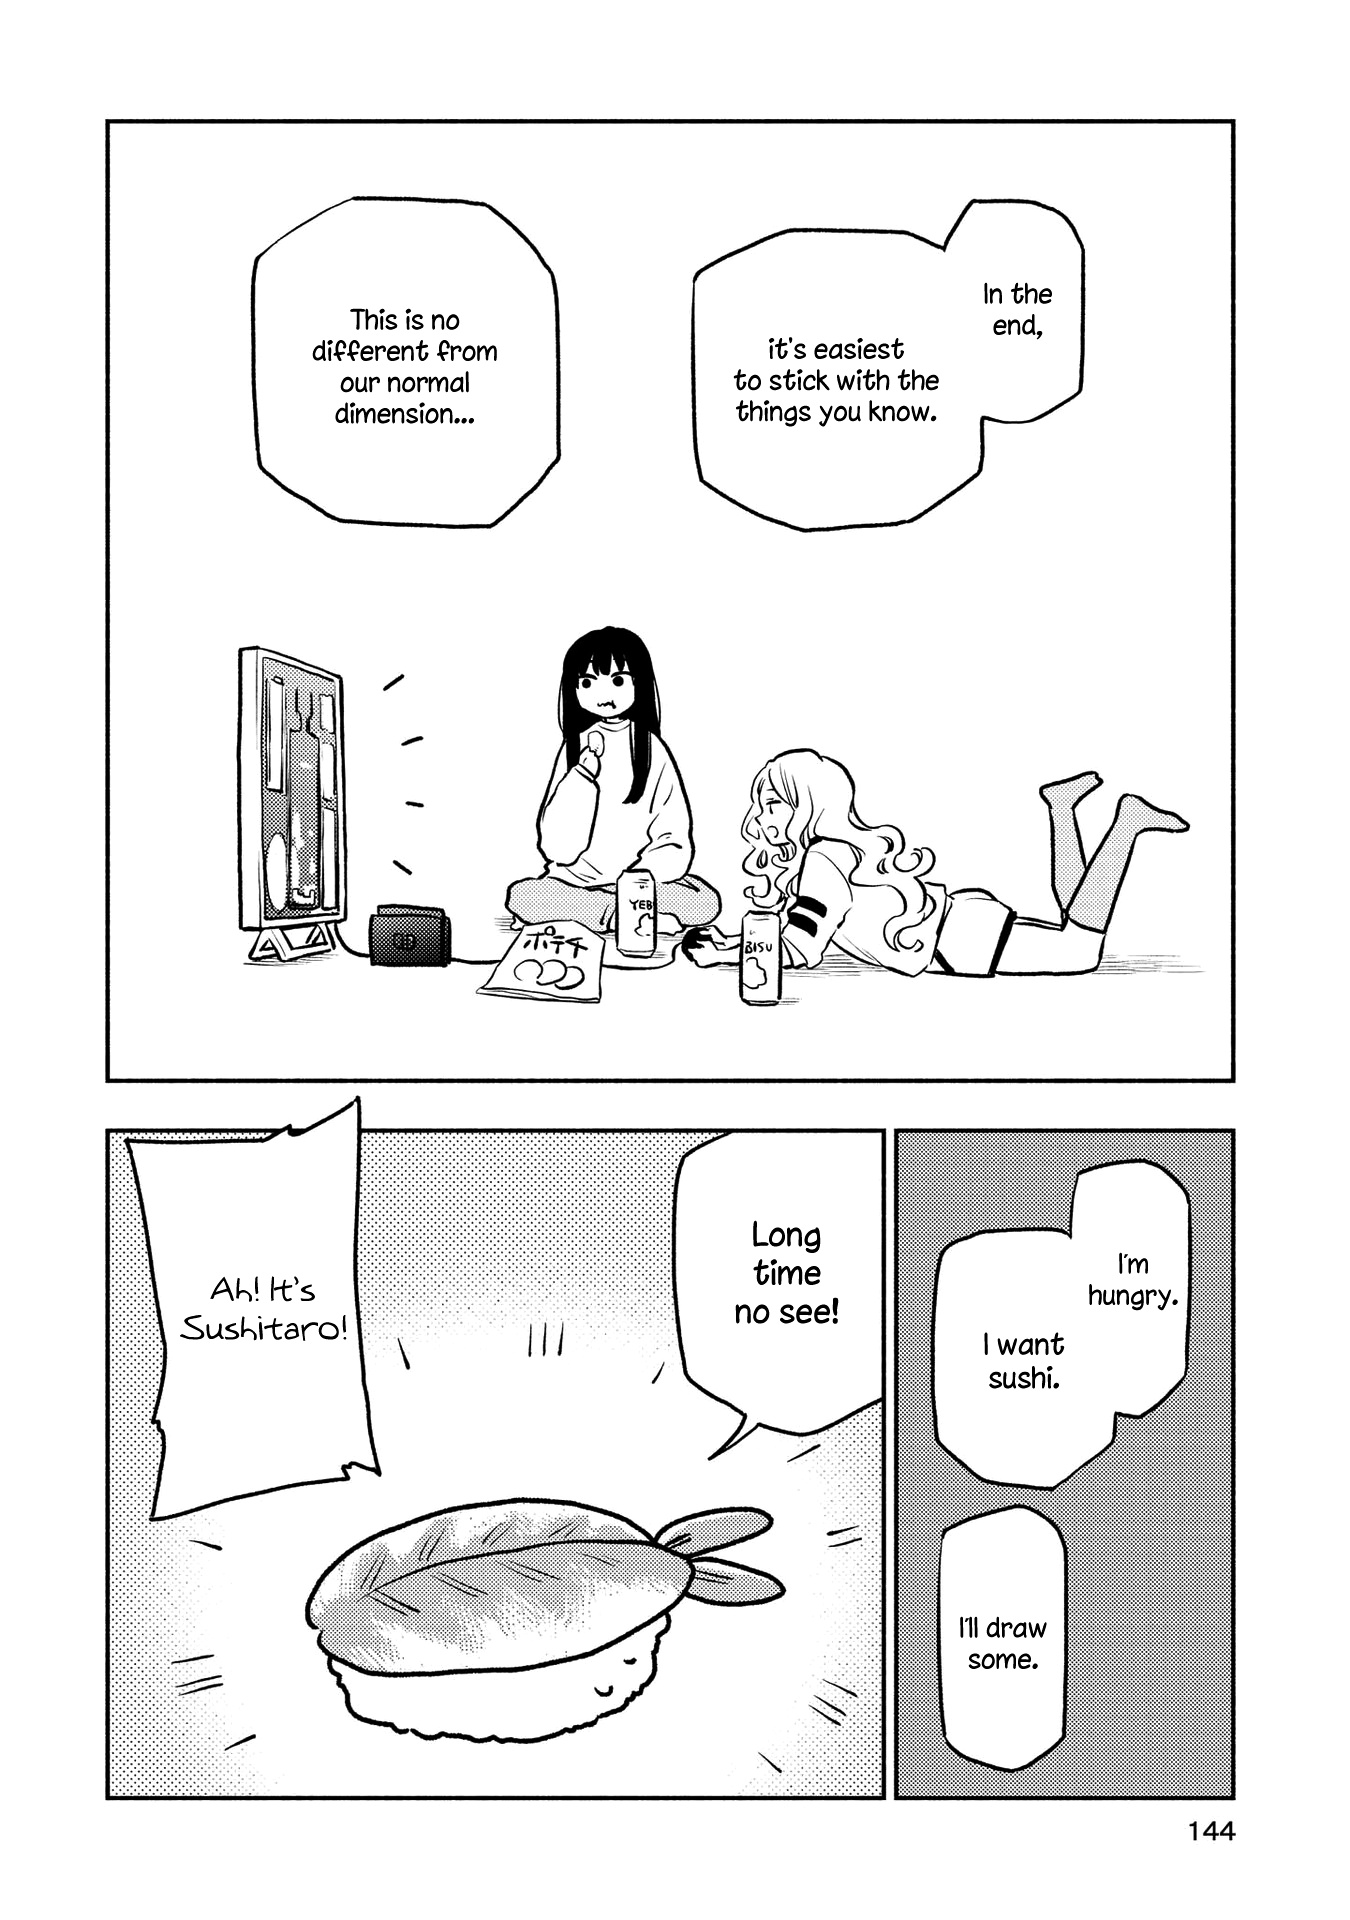 In the
end,
it's easiest
to stick with the
things you know.
This is no
different from
our normal
dimension...
YEB
ポテチ
BISU
I'm
hungry.
I want
sushi.
I'll draw
some.
Long
time
no see!
Ah! It's
Sushitaro!
144